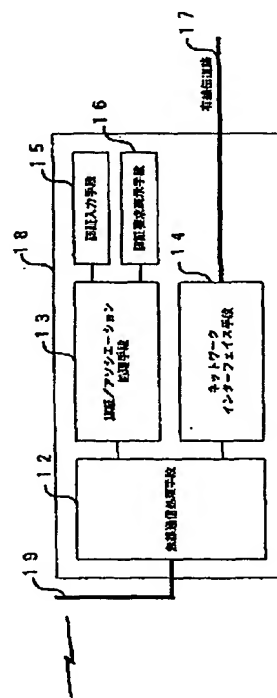 18
15
認証入力手段
16
認証要求表示手段
13
認証/アソシエーション
処理手段
14
ネットワーク
インターフェイス手段
17
有線伝送路
12
無線通信処理手段
19